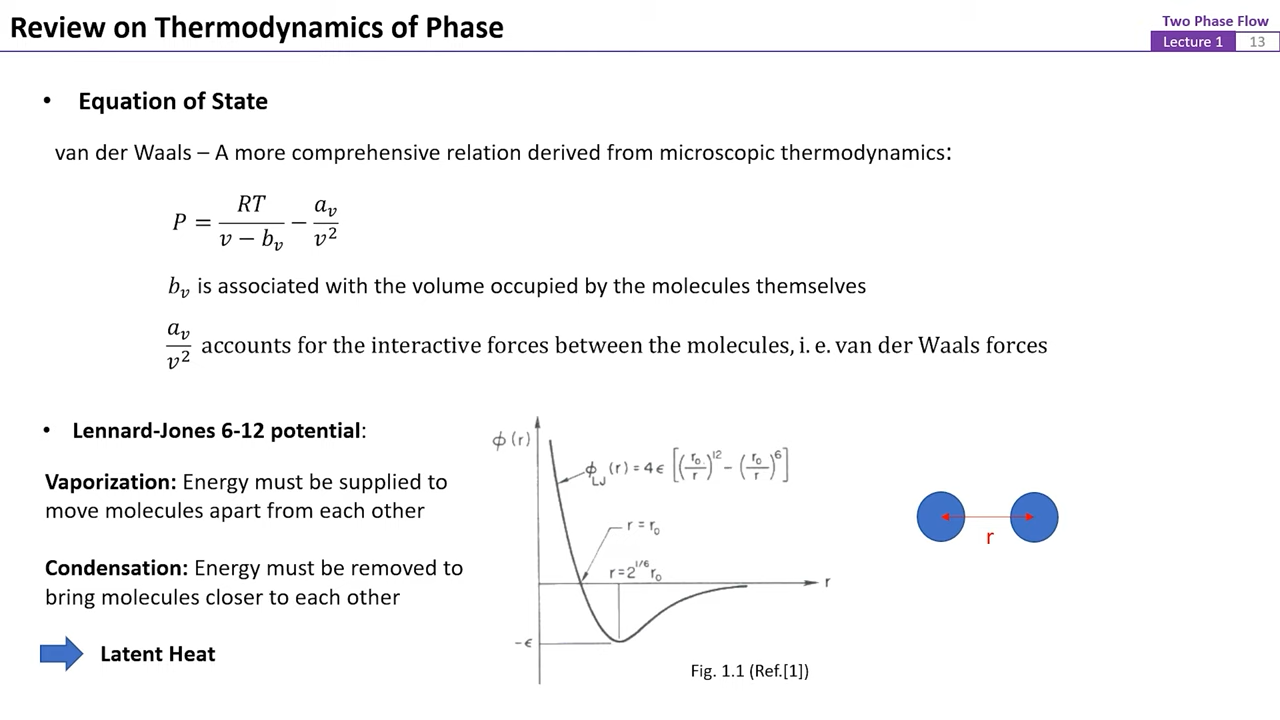 Review on Thermodynamics of Phase
Two Phase Flow
Lecture 1 13
• Equation of State
van der Waals – A more comprehensive relation derived from microscopic thermodynamics:
P = RT / (v − b_v) − a_v / v²
b_v is associated with the volume occupied by the molecules themselves
a_v / v² accounts for the interactive forces between the molecules, i. e. van der Waals forces
• Lennard-Jones 6-12 potential:
Vaporization: Energy must be supplied to
move molecules apart from each other
Condensation: Energy must be removed to
bring molecules closer to each other
Latent Heat
ϕ(r)
ϕ_LJ (r) = 4ϵ [(r₀/r)¹² − (r₀/r)⁶]
r = r₀
r = 2^1/6 r₀
r
−ϵ
Fig. 1.1 (Ref.[1])
r